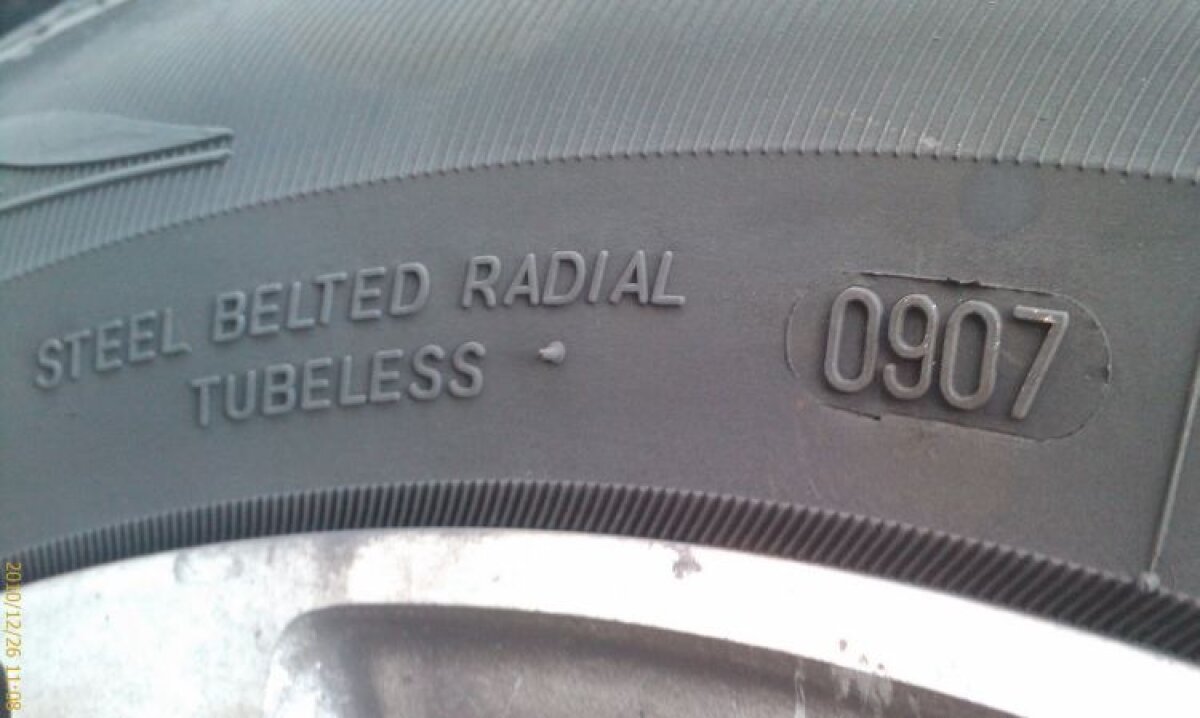 STEEL BELTED RADIAL
TUBELESS
0907
2010/12/26 11:08